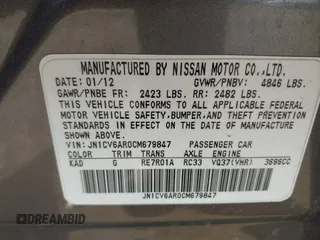 MANUFACTURED BY NISSAN MOTOR CO.,LTD.
DATE: 01/12 GVWR/PNBV: 4846 LBS.
GAWR/PNBE FR: 2423 LBS. RR: 2482 LBS.
THIS VEHICLE CONFORMS TO ALL APPLICABLE FEDERAL
MOTOR VEHICLE SAFETY,BUMPER,AND THEFT PREVENTION
STANDARDS IN EFFECT ON THE DATE OF MANUFACTURE
SHOWN ABOVE.
VIN: JN1CV6AR0CM679847 PASSENGER CAR
COLOR TRIM TRANS AXLE ENGINE
KAD G RE7R01A RC33 VQ37(VHR) 3696CC
JN1CV6AR0CM679847
DREAMBID